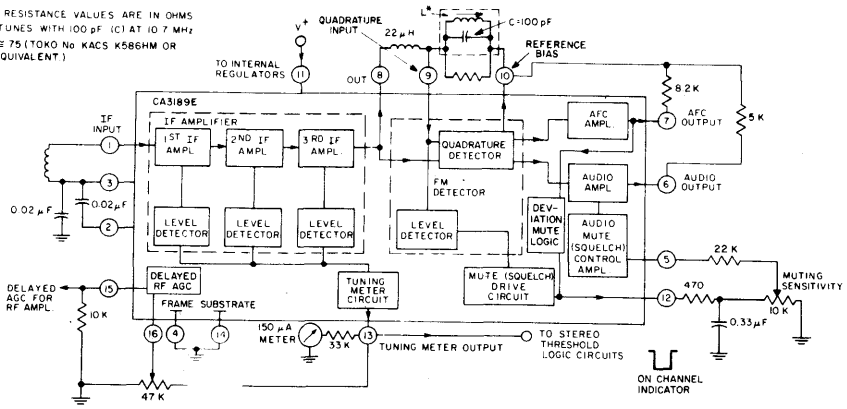 RESISTANCE VALUES ARE IN OHMS
TUNES WITH 100 pF (C) AT 10.7 MHz
≅ 75 (TOKO No KACS K586HM OR
QUIVALENT.)
L*
C=100 pF
QUADRATURE
INPUT
22 μH
V+
TO INTERNAL
REGULATORS
11
OUT
8
9
10
REFERENCE
BIAS
8.2K
7
AFC
OUTPUT
5 K
CA3189E
IF
INPUT
1
IF AMPLIFIER
1ST IF
AMPL
2ND IF
AMPL.
3RD IF
AMPL.
QUADRATURE
DETECTOR
AFC
AMPL.
AUDIO
AMPL
6
AUDIO
OUTPUT
3
0.02 μF
0.02μF
2
LEVEL
DETECTOR
LEVEL
DETECTOR
LEVEL
DETECTOR
FM
DETECTOR
LEVEL
DETECTOR
DEV-
IATION
MUTE
LOGIC
AUDIO
MUTE
(SQUELCH)
CONTROL
AMPL
5
22 K
MUTING
SENSITIVITY
DELAYED
AGC FOR
RF AMPL.
15
DELAYED
RF AGC
TUNING
METER
CIRCUIT
MUTE (SQUELCH)
DRIVE
CIRCUIT
12
470
10 K
0.33 μF
10 K
FRAME
SUBSTRATE
16
4
14
150 μA
METER
33 K
13
TUNING METER OUTPUT
TO STEREO
THRESHOLD
LOGIC CIRCUITS
47 K
ON CHANNEL
INDICATOR